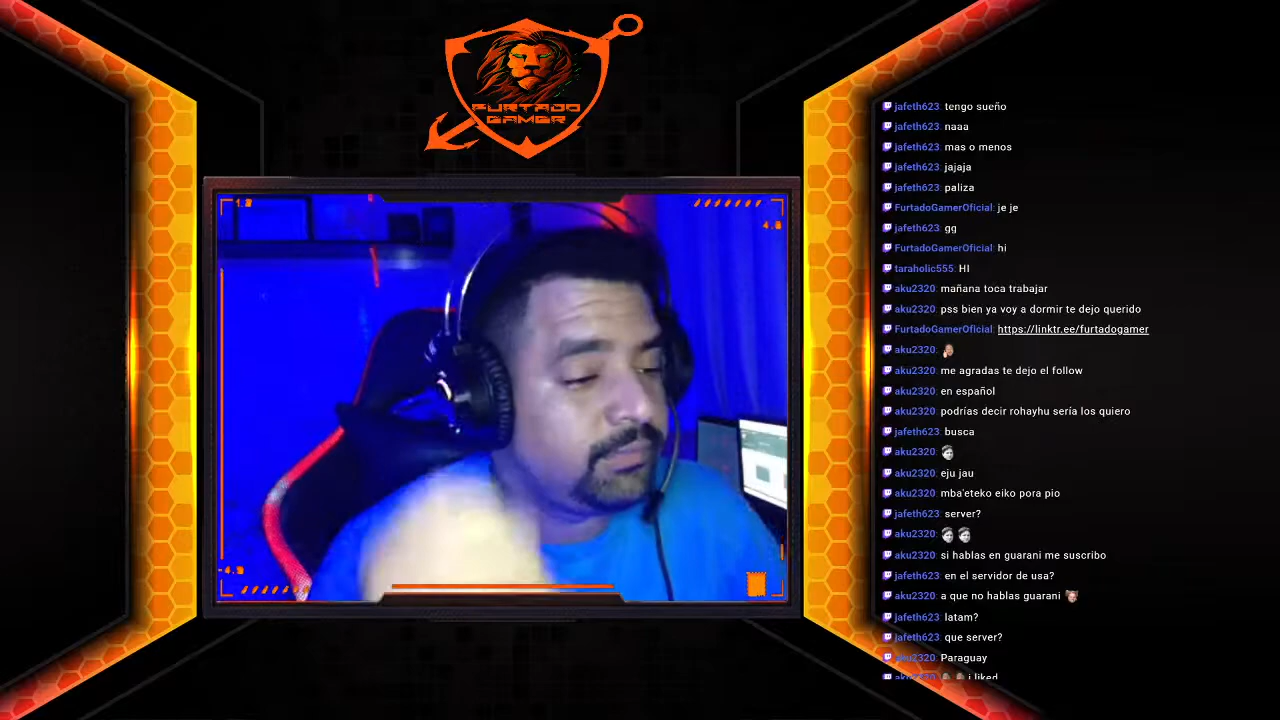 FURTADO
GAMER
jafeth623: tengo sueño
jafeth623: naaa
jafeth623: mas o menos
jafeth623: jajaja
jafeth623: paliza
FurtadoGamerOficial: je je
jafeth623: gg
FurtadoGamerOficial: hi
taraholic555: HI
aku2320: mañana toca trabajar
aku2320: pss bien ya voy a dormir te dejo querido
FurtadoGamerOficial: https://linktr.ee/furtadogamer
aku2320:
aku2320: me agradas te dejo el follow
aku2320: en español
aku2320: podrías decir rohayhu sería los quiero
jafeth623: busca
aku2320:
aku2320: eju jau
aku2320: mba'eteko eiko pora pio
jafeth623: server?
aku2320:
aku2320: si hablas en guarani me suscribo
jafeth623: en el servidor de usa?
aku2320: a que no hablas guarani
jafeth623: latam?
jafeth623: que server?
aku2320: Paraguay
aku2320: i liked
4.8